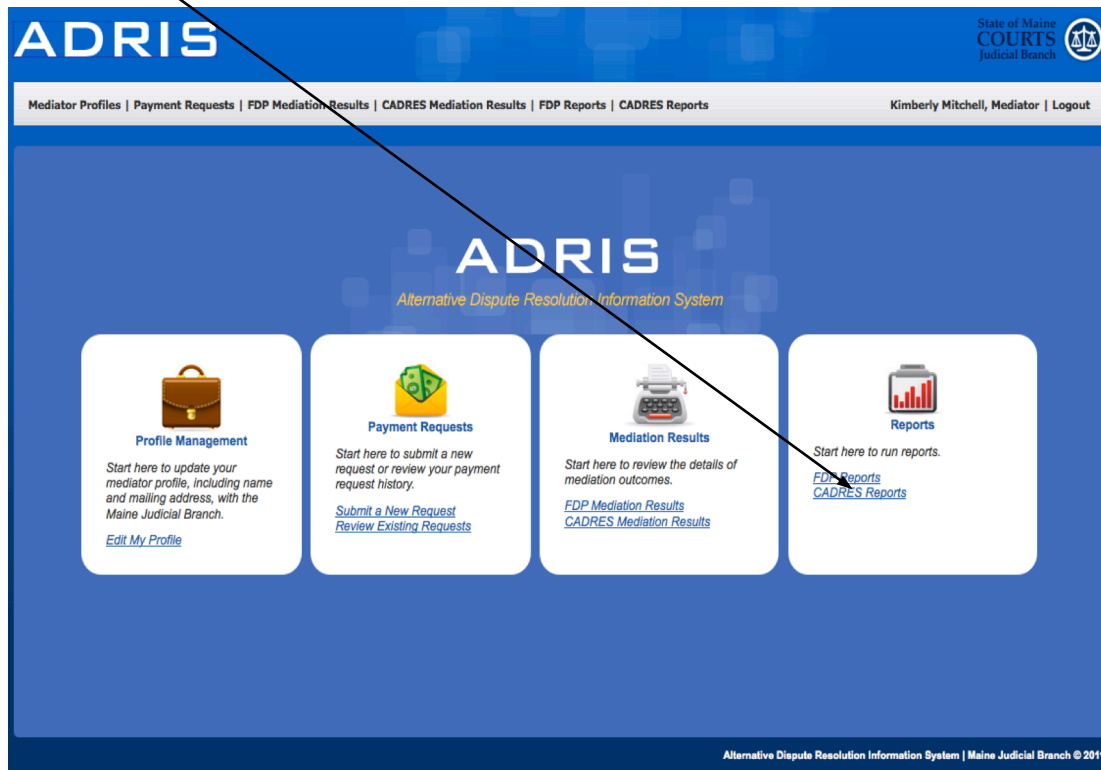 ADRIS
State of Maine
COURTS
Judicial Branch
Mediator Profiles | Payment Requests | FDP Mediation Results | CADRES Mediation Results | FDP Reports | CADRES Reports
Kimberly Mitchell, Mediator | Logout
ADRIS
Alternative Dispute Resolution Information System
Profile Management
Start here to update your
mediator profile, including name
and mailing address, with the
Maine Judicial Branch.
Edit My Profile
Payment Requests
Start here to submit a new
request or review your payment
request history.
Submit a New Request
Review Existing Requests
Mediation Results
Start here to review the details of
mediation outcomes.
FDP Mediation Results
CADRES Mediation Results
Reports
Start here to run reports.
FDP Reports
CADRES Reports
Alternative Dispute Resolution Information System | Maine Judicial Branch ©